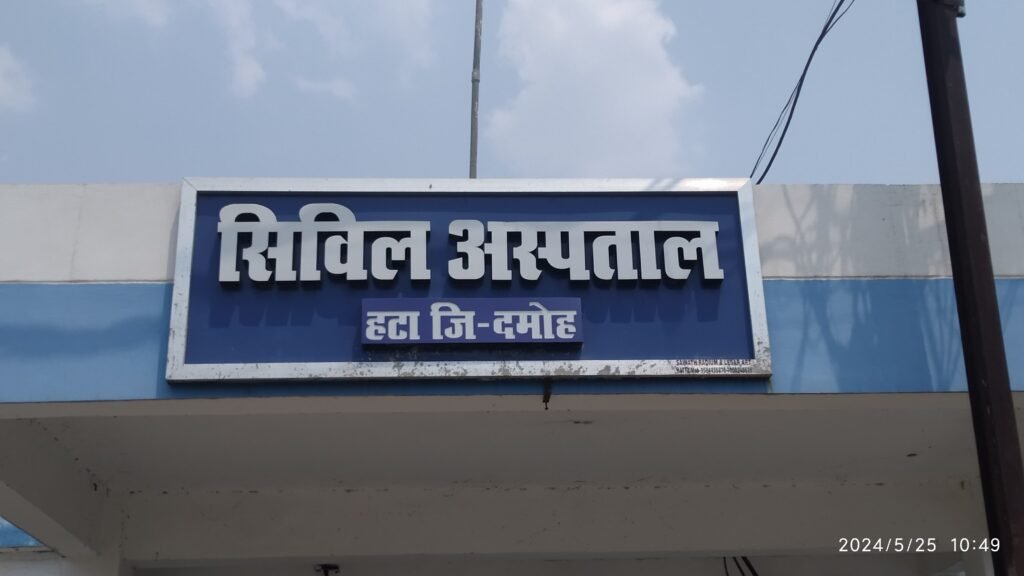 सिविल अस्पताल
हटा जि-दमोह
2024/5/25 10:49